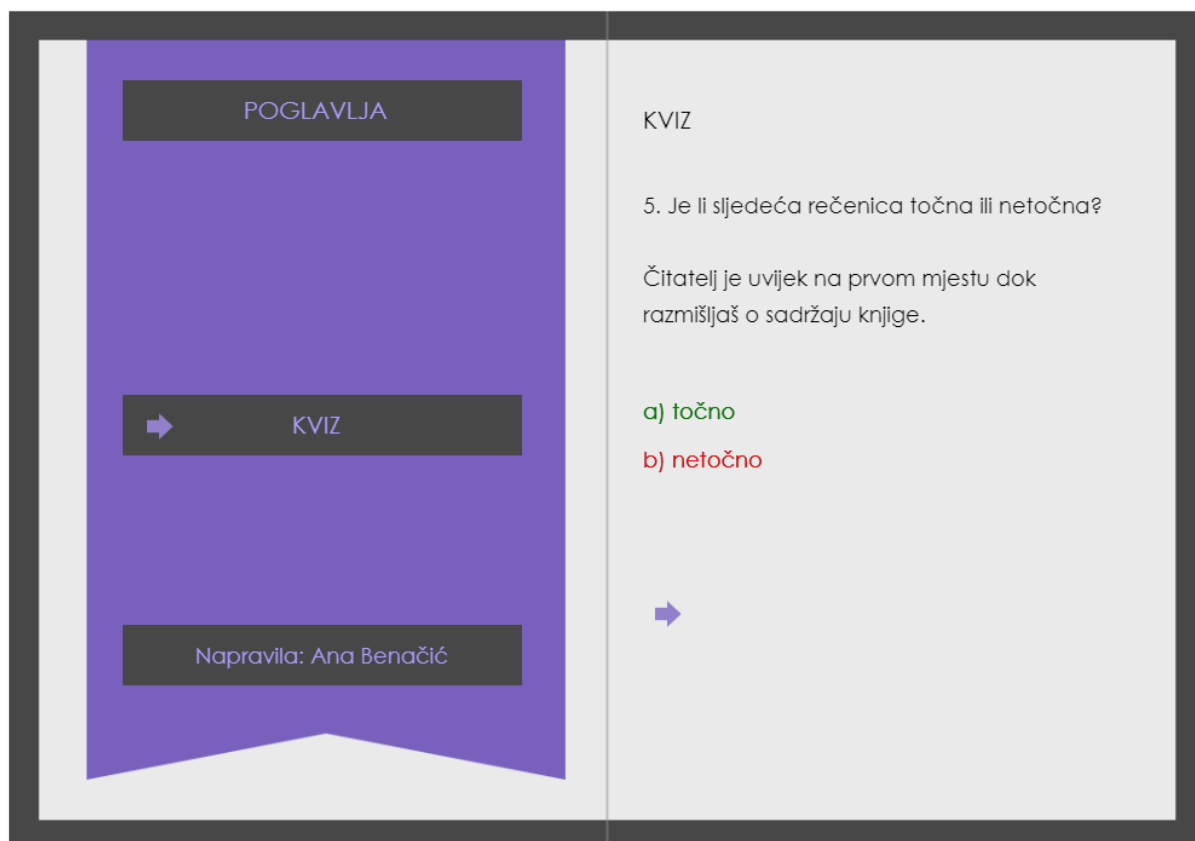 POGLAVLJA
KVIZ
Napravila: Ana Benačić
KVIZ
5. Je li sljedeća rečenica točna ili netočna?
Čitatelj je uvijek na prvom mjestu dok
razmišljaš o sadržaju knjige.
a) točno
b) netočno